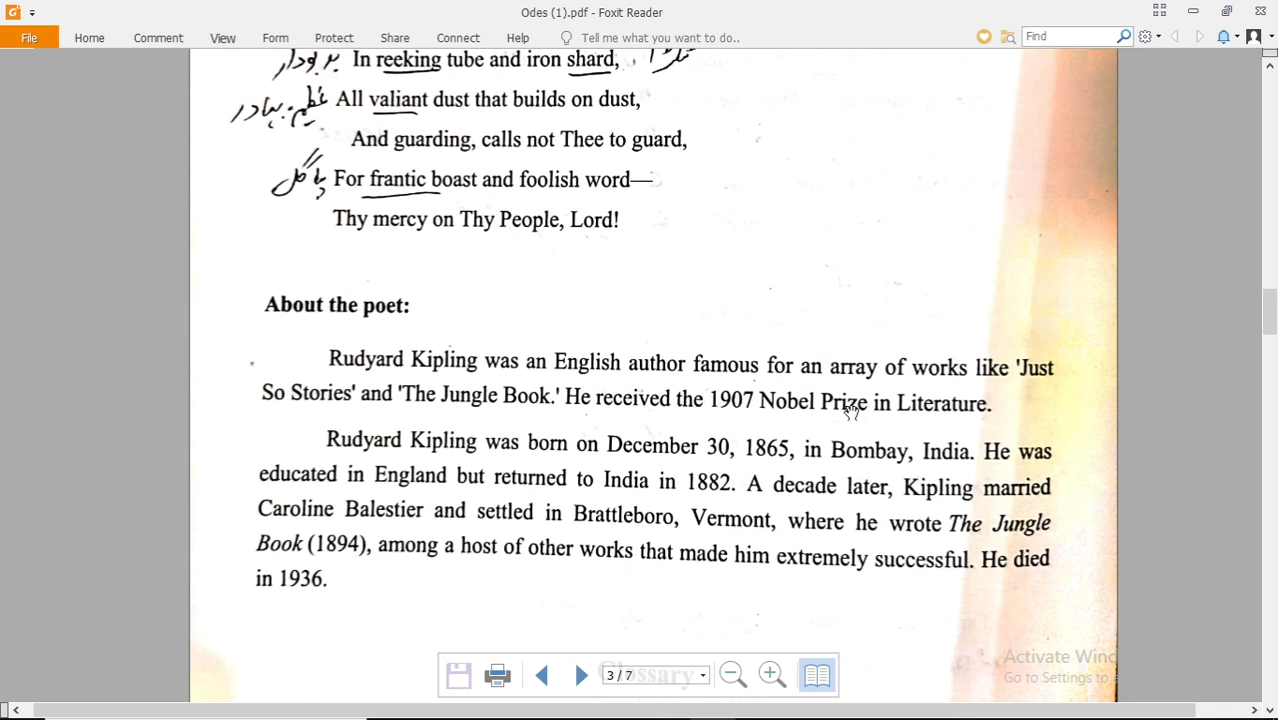 Odes (1).pdf - Foxit Reader
File Home Comment View Form Protect Share Connect Help Tell me what you want to do.. Find
In reeking tube and iron shard,
بدبودار
All valiant dust that builds on dust,
عظیم. بہادر
And guarding, calls not Thee to guard,
For frantic boast and foolish word—
پاگل
Thy mercy on Thy People, Lord!
About the poet:
Rudyard Kipling was an English author famous for an array of works like 'Just
So Stories' and 'The Jungle Book.' He received the 1907 Nobel Prize in Literature.
Rudyard Kipling was born on December 30, 1865, in Bombay, India. He was
educated in England but returned to India in 1882. A decade later, Kipling married
Caroline Balestier and settled in Brattleboro, Vermont, where he wrote The Jungle
Book (1894), among a host of other works that made him extremely successful. He died
in 1936.
Glossary
3 / 7
Activate Wind
Go to Settings to a